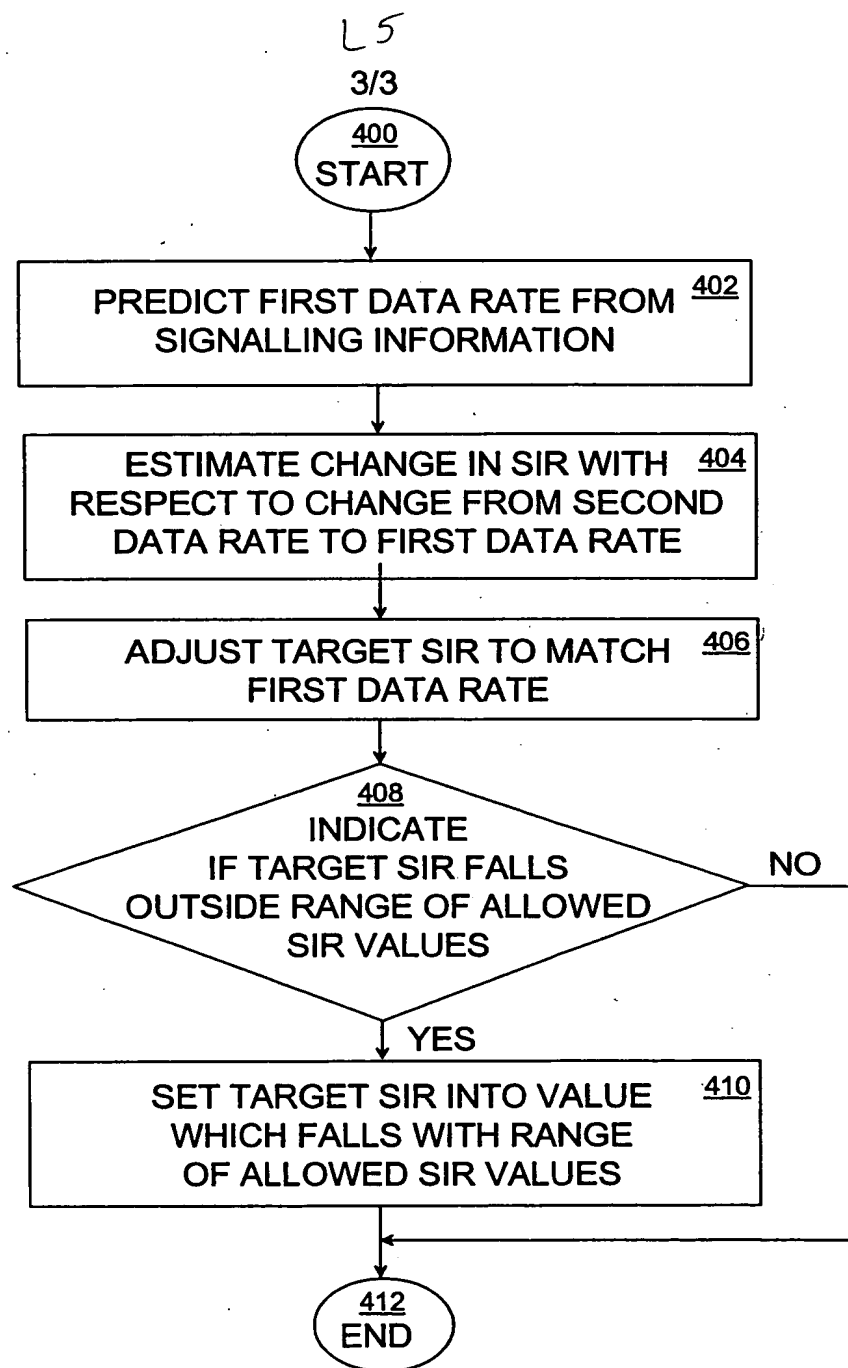 L5
3/3
400
START
402
PREDICT FIRST DATA RATE FROM
SIGNALLING INFORMATION
404
ESTIMATE CHANGE IN SIR WITH
RESPECT TO CHANGE FROM SECOND
DATA RATE TO FIRST DATA RATE
406
ADJUST TARGET SIR TO MATCH
FIRST DATA RATE
408
INDICATE
IF TARGET SIR FALLS
OUTSIDE RANGE OF ALLOWED
SIR VALUES
NO
YES
410
SET TARGET SIR INTO VALUE
WHICH FALLS WITH RANGE
OF ALLOWED SIR VALUES
412
END